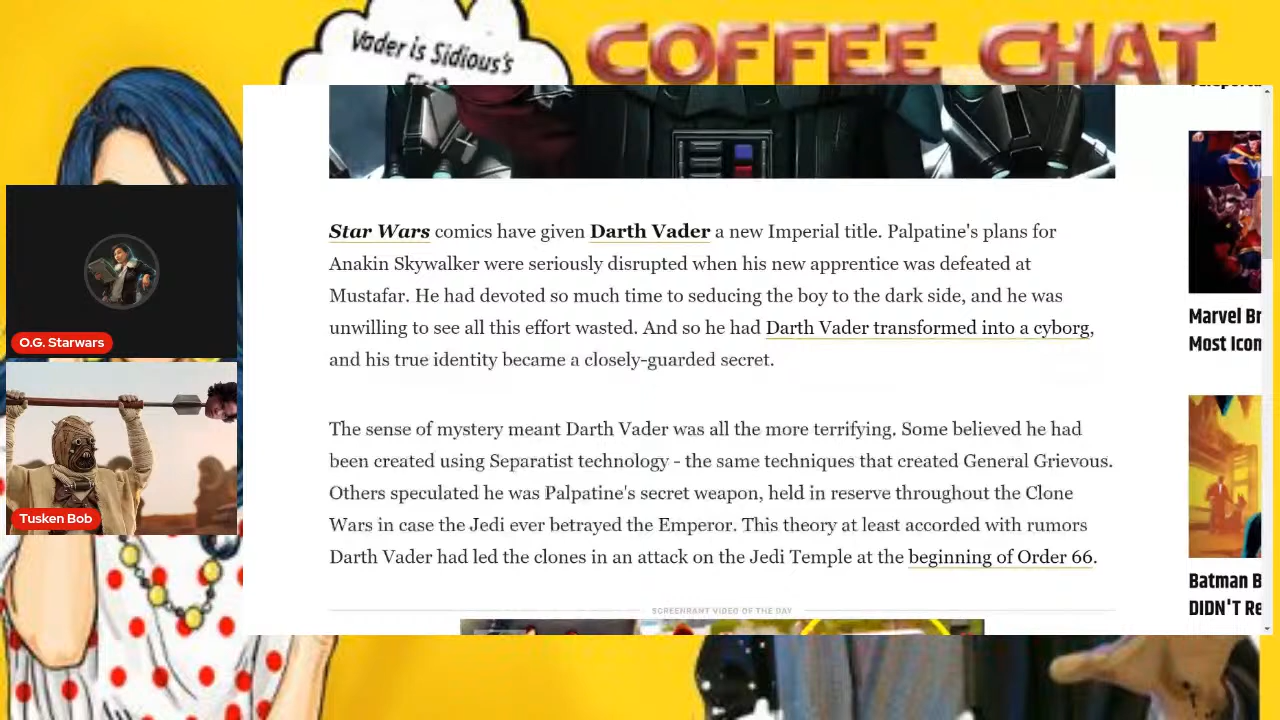 Vader is Sidious's
COFFEE CHAT
Star Wars comics have given Darth Vader a new Imperial title. Palpatine's plans for
Anakin Skywalker were seriously disrupted when his new apprentice was defeated at
Mustafar. He had devoted so much time to seducing the boy to the dark side, and he was
unwilling to see all this effort wasted. And so he had Darth Vader transformed into a cyborg,
and his true identity became a closely-guarded secret.
The sense of mystery meant Darth Vader was all the more terrifying. Some believed he had
been created using Separatist technology - the same techniques that created General Grievous.
Others speculated he was Palpatine's secret weapon, held in reserve throughout the Clone
Wars in case the Jedi ever betrayed the Emperor. This theory at least accorded with rumors
Darth Vader had led the clones in an attack on the Jedi Temple at the beginning of Order 66.
SCREENRANT VIDEO OF THE DAY
O.G. Starwars
Tusken Bob
Marvel Br
Most Icon
Batman B
DIDN'T Re